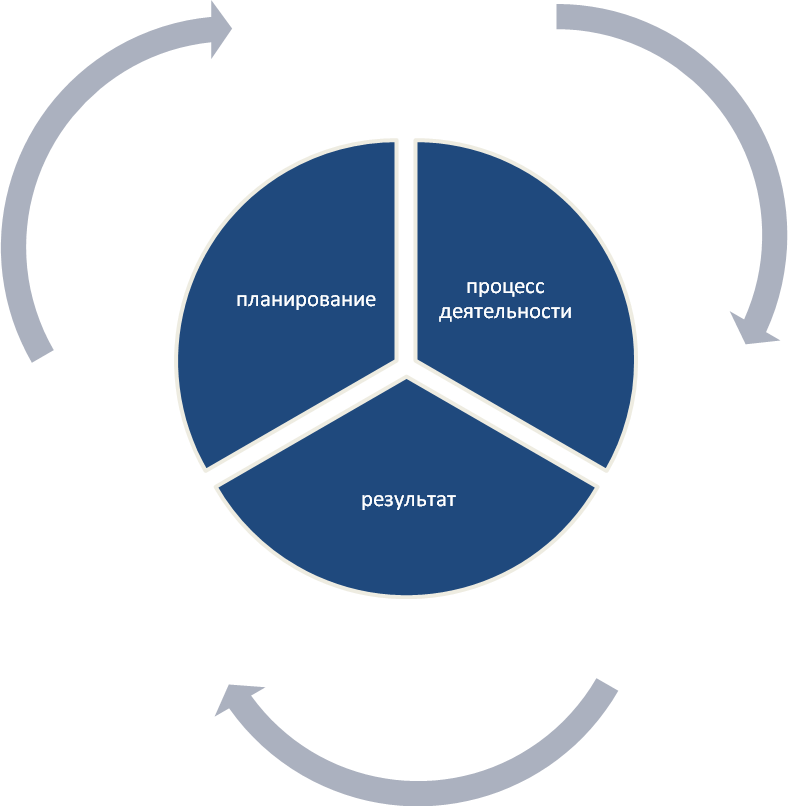 планирование
процесс
деятельности
результат